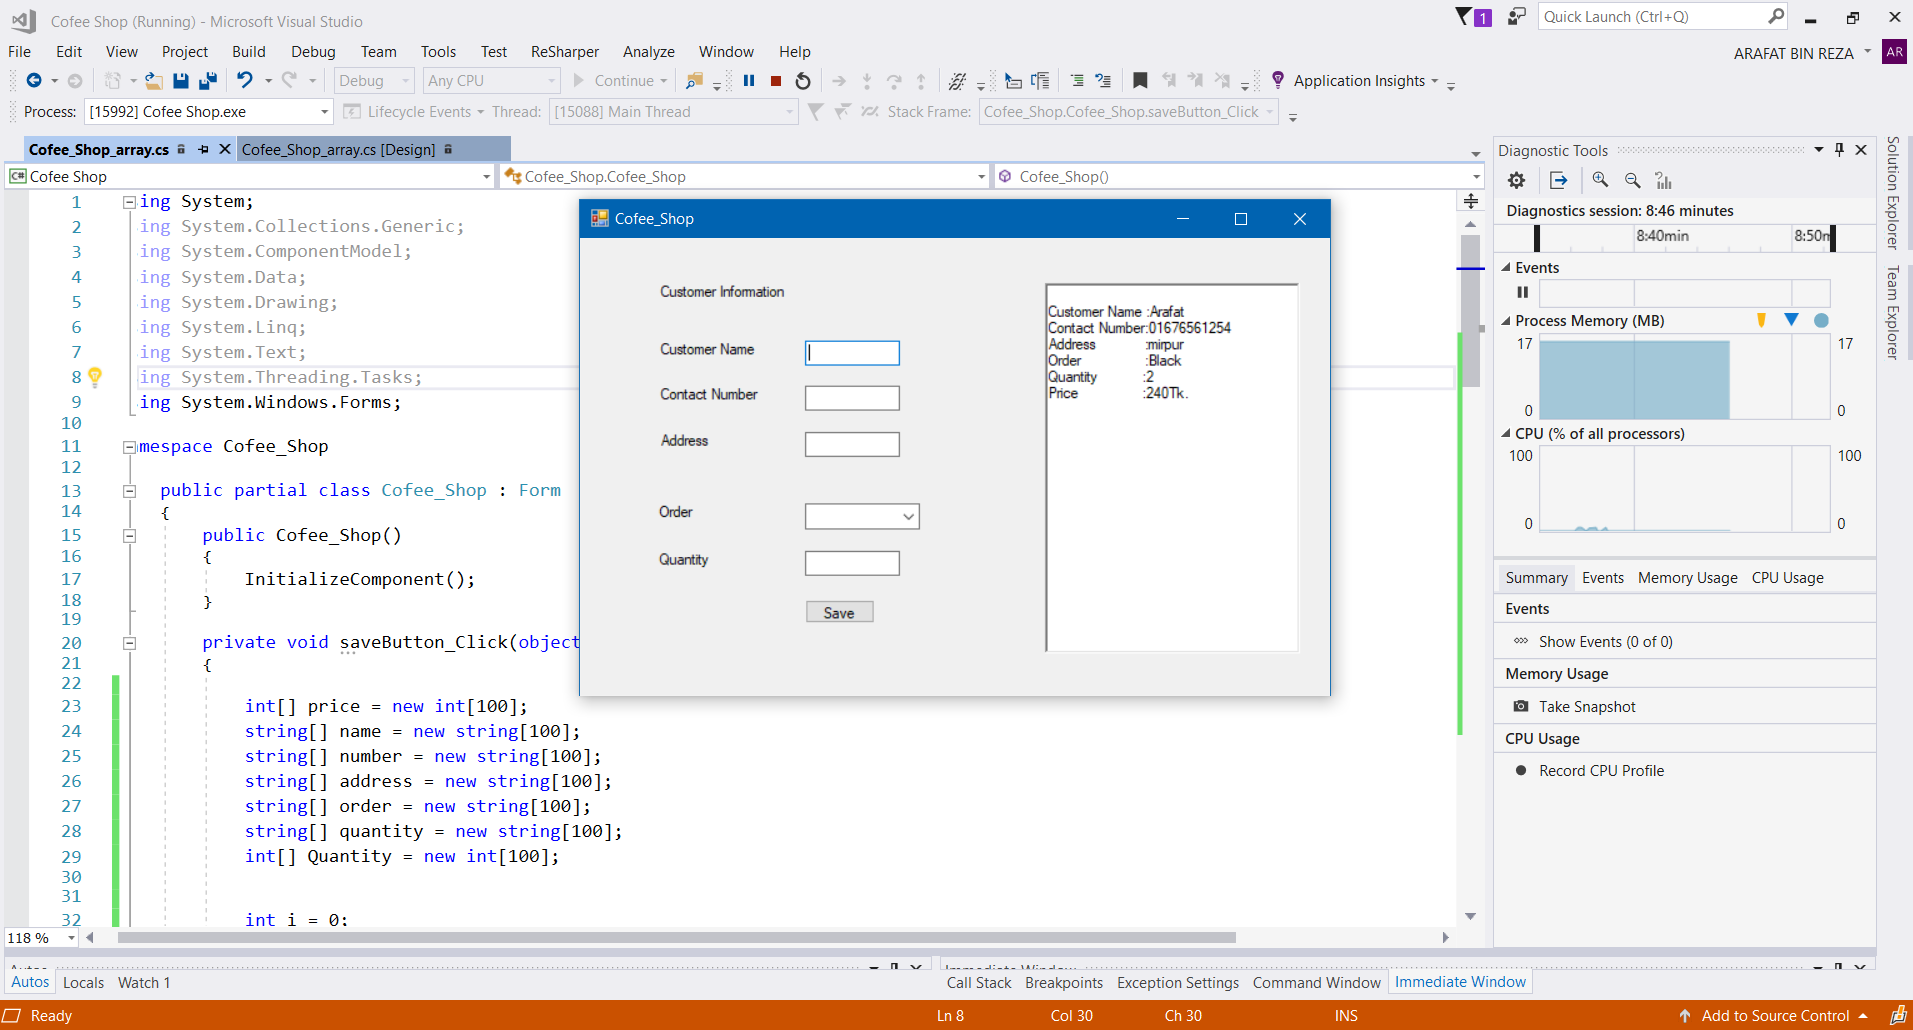 Cofee Shop (Running) - Microsoft Visual Studio
1
Quick Launch (Ctrl+Q)
File Edit View Project Build Debug Team Tools Test ReSharper Analyze Window Help
ARAFAT BIN REZA AR
Debug Any CPU Continue Application Insights
Process: [15992] Cofee Shop.exe Lifecycle Events Thread: [15088] Main Thread Stack Frame: Cofee_Shop.Cofee_Shop.saveButton_Click
Cofee_Shop_array.cs Cofee_Shop_array.cs [Design]
C# Cofee Shop Cofee_Shop.Cofee_Shop Cofee_Shop()
1 ing System;
2 ing System.Collections.Generic;
3 ing System.ComponentModel;
4 ing System.Data;
5 ing System.Drawing;
6 ing System.Linq;
7 ing System.Text;
8 ing System.Threading.Tasks;
9 ing System.Windows.Forms;
10
11 mespace Cofee_Shop
12
13 public partial class Cofee_Shop : Form
14 {
15 public Cofee_Shop()
16 {
17 InitializeComponent();
18 }
19
20 private void saveButton_Click(object
21 {
22
23 int[] price = new int[100];
24 string[] name = new string[100];
25 string[] number = new string[100];
26 string[] address = new string[100];
27 string[] order = new string[100];
28 string[] quantity = new string[100];
29 int[] Quantity = new int[100];
30
31
32 int i = 0;
118 %
Cofee_Shop
Customer Information
Customer Name
Contact Number
Address
Order
Quantity
Save
Customer Name :Arafat
Contact Number:01676561254
Address :mirpur
Order :Black
Quantity :2
Price :240Tk.
Diagnostic Tools
Diagnostics session: 8:46 minutes
8:40min 8:50m
Events
Process Memory (MB)
17 17
0 0
CPU (% of all processors)
100 100
0 0
Summary Events Memory Usage CPU Usage
Events
Show Events (0 of 0)
Memory Usage
Take Snapshot
CPU Usage
Record CPU Profile
Solution Explorer
Team Explorer
Autos Immediate Window
Autos Locals Watch 1
Call Stack Breakpoints Exception Settings Command Window Immediate Window
Ready Ln 8 Col 30 Ch 30 INS Add to Source Control